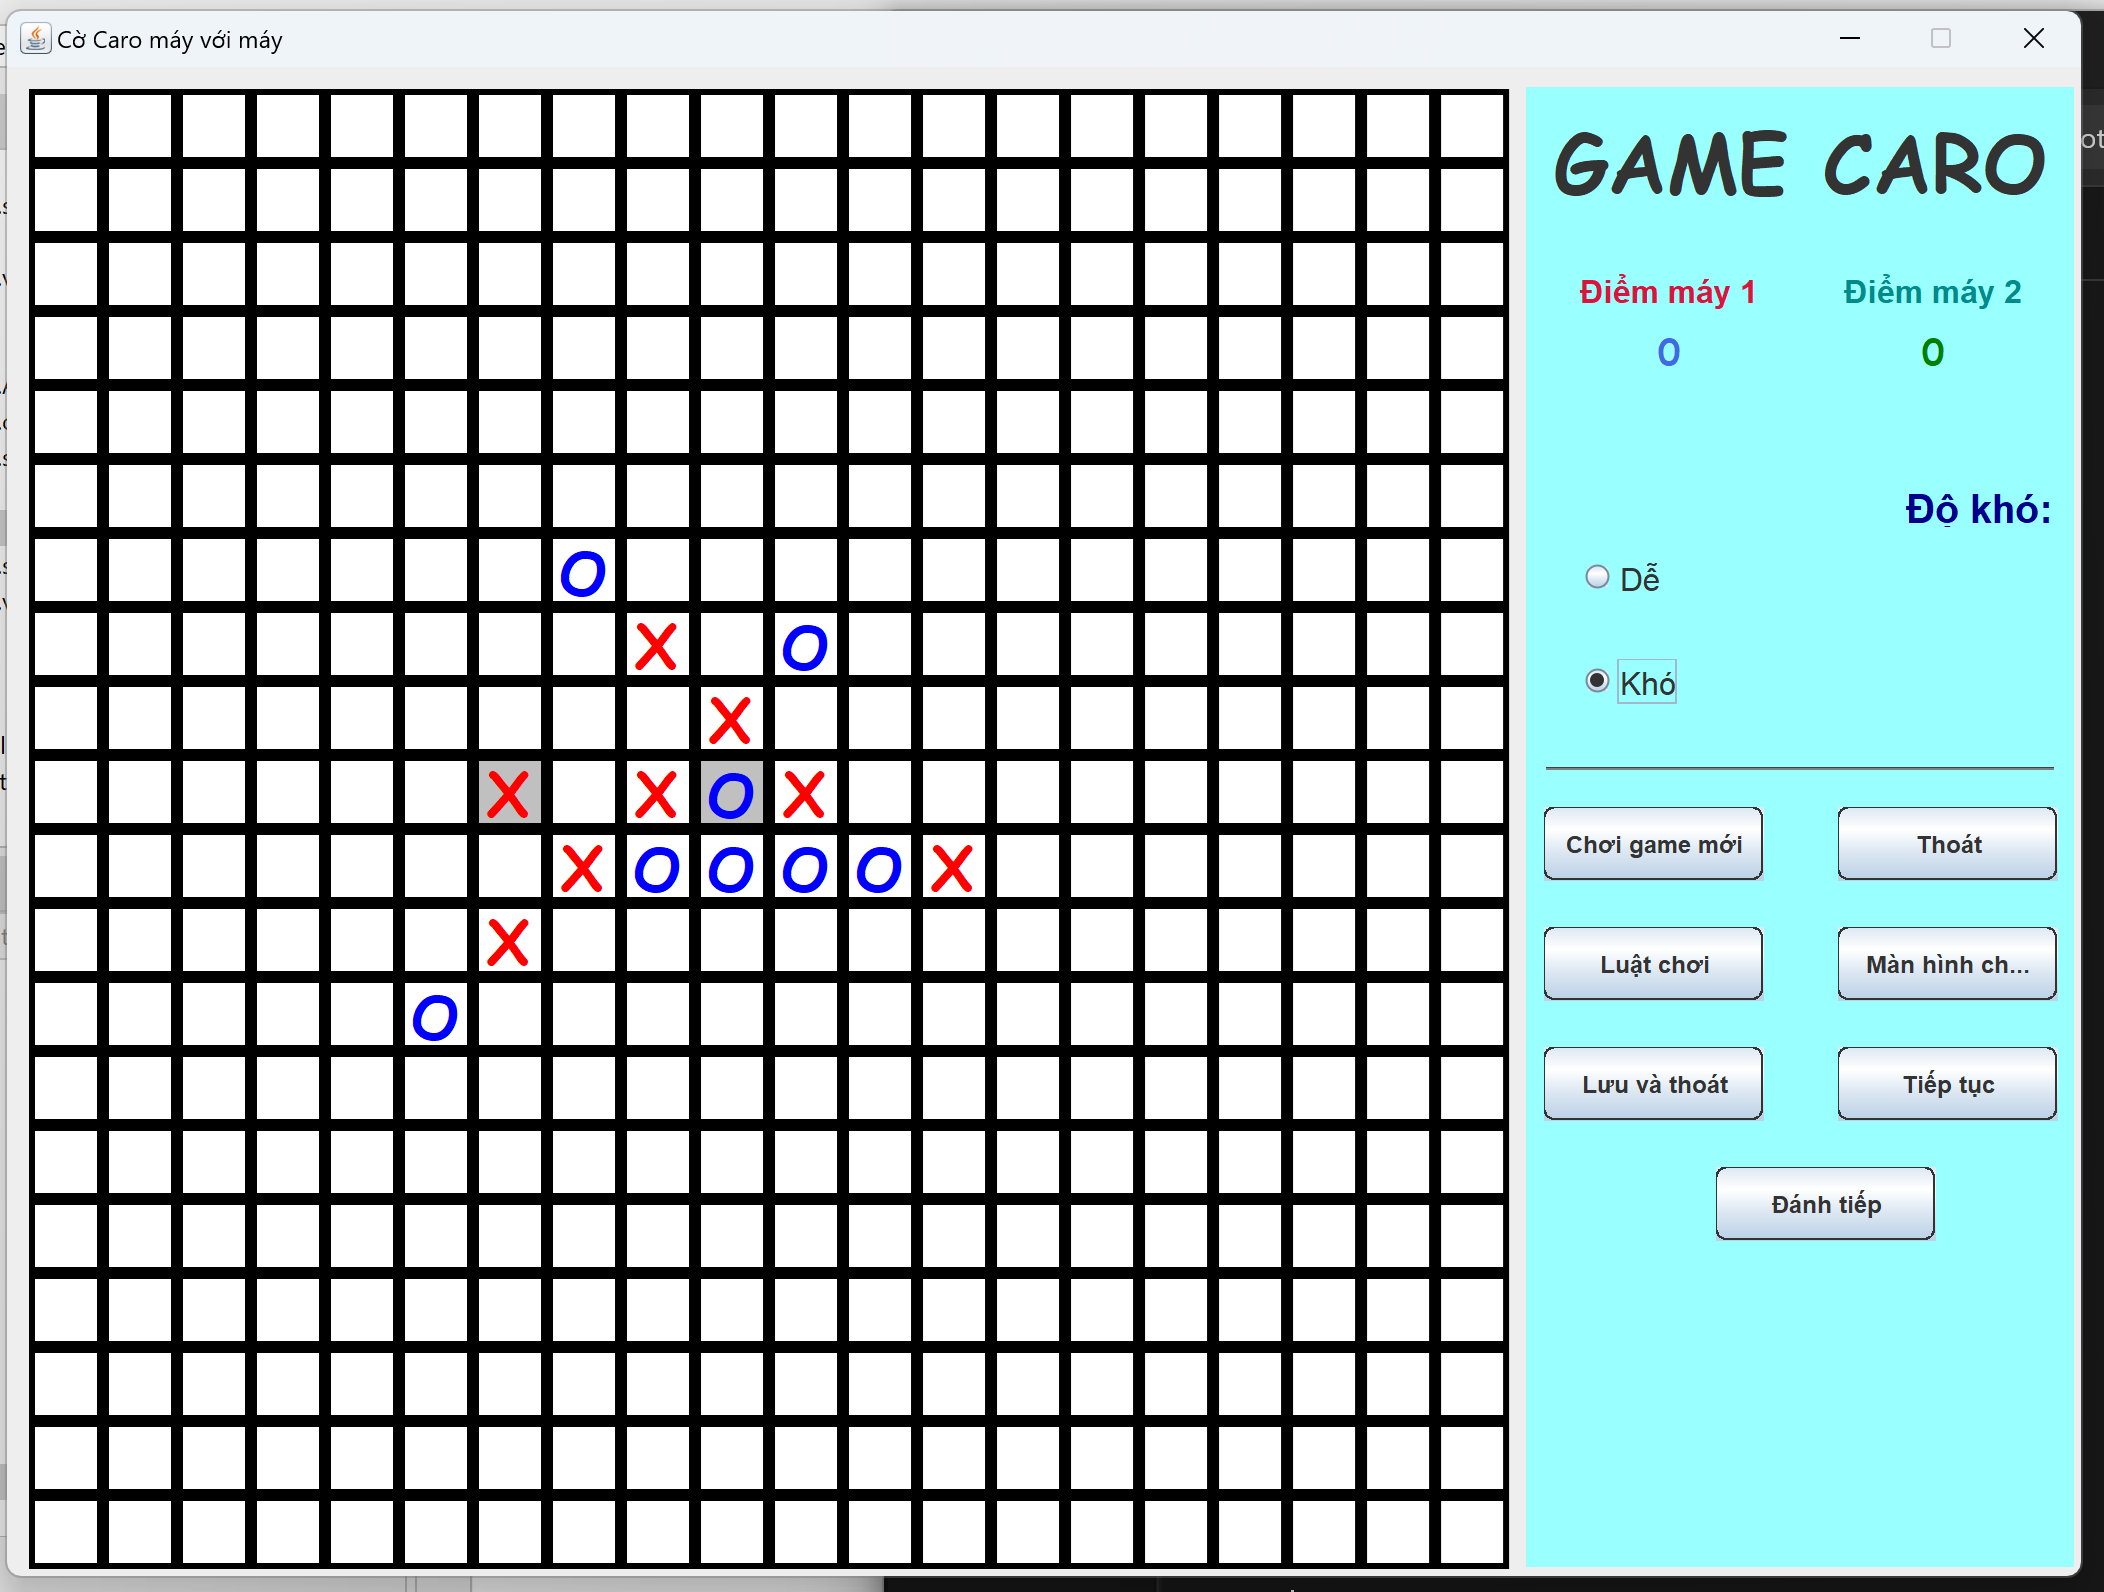 Cờ Caro máy với máy
GAME CARO
Điểm máy 1 Điểm máy 2
0 0
Độ khó:
Dễ
Khó
O
X O
X
X X O X
X O O O O X
X
O
Chơi game mới Thoát
Luật chơi Màn hình ch...
Lưu và thoát Tiếp tục
Đánh tiếp